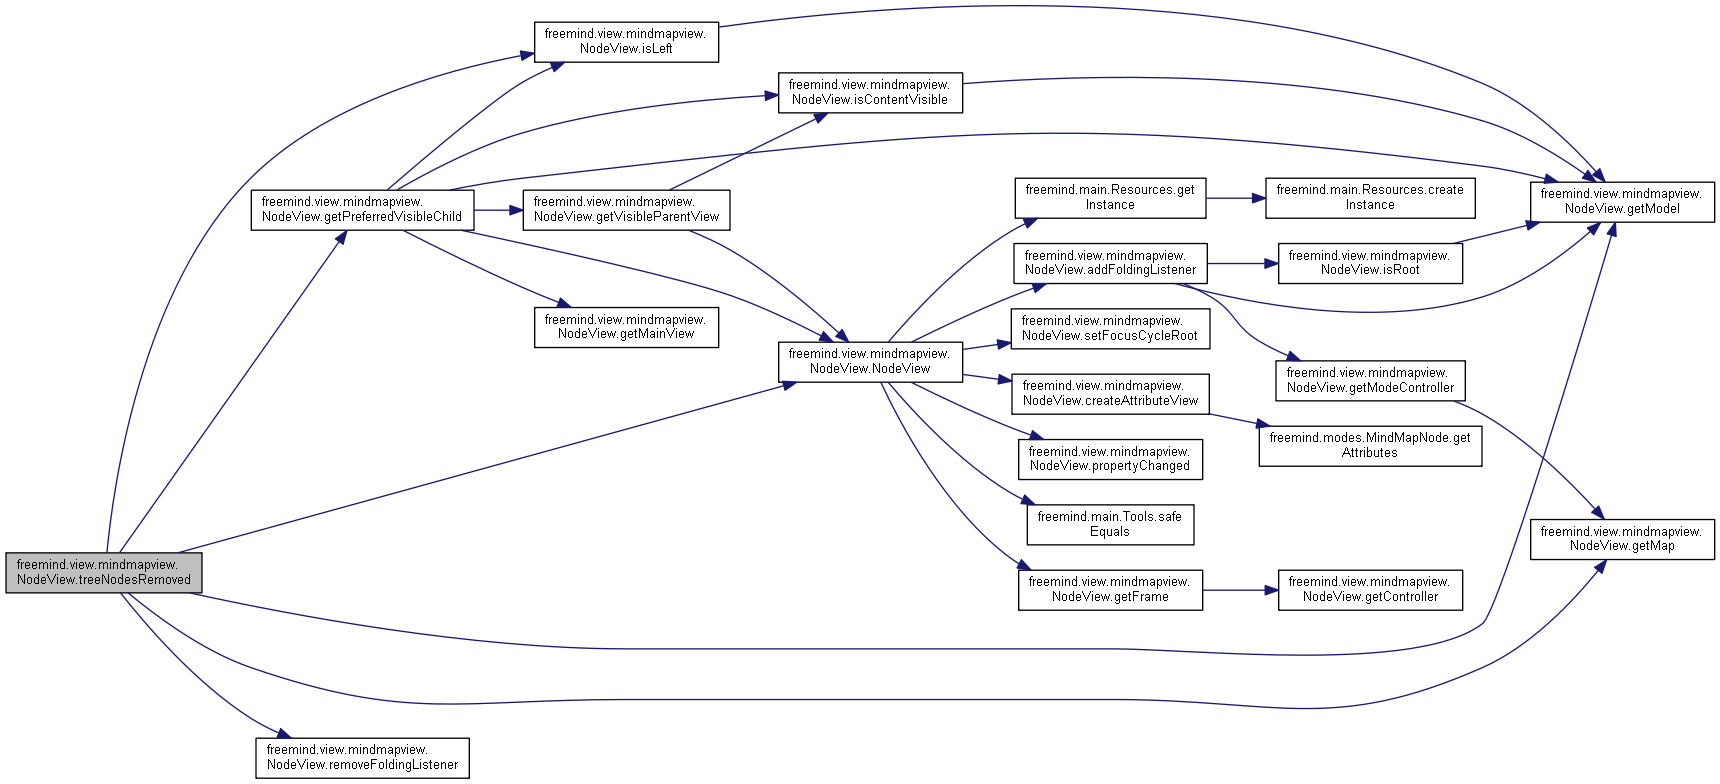 freemind.view.mindmapview.
NodeView.isLeft
freemind.view.mindmapview.
NodeView.isContentVisible
freemind.view.mindmapview.
NodeView.getPreferredVisibleChild
freemind.view.mindmapview.
NodeView.getVisibleParentView
freemind.main.Resources.get
Instance
freemind.main.Resources.create
Instance
freemind.view.mindmapview.
NodeView.getModel
freemind.view.mindmapview.
NodeView.addFoldingListener
freemind.view.mindmapview.
NodeView.isRoot
freemind.view.mindmapview.
NodeView.getMainView
freemind.view.mindmapview.
NodeView.setFocusCycleRoot
freemind.view.mindmapview.
NodeView.NodeView
freemind.view.mindmapview.
NodeView.getModeController
freemind.view.mindmapview.
NodeView.createAttributeView
freemind.modes.MindMapNode.get
Attributes
freemind.view.mindmapview.
NodeView.propertyChanged
freemind.main.Tools.safe
Equals
freemind.view.mindmapview.
NodeView.getMap
freemind.view.mindmapview.
NodeView.treeNodesRemoved
freemind.view.mindmapview.
NodeView.getFrame
freemind.view.mindmapview.
NodeView.getController
freemind.view.mindmapview.
NodeView.removeFoldingListener